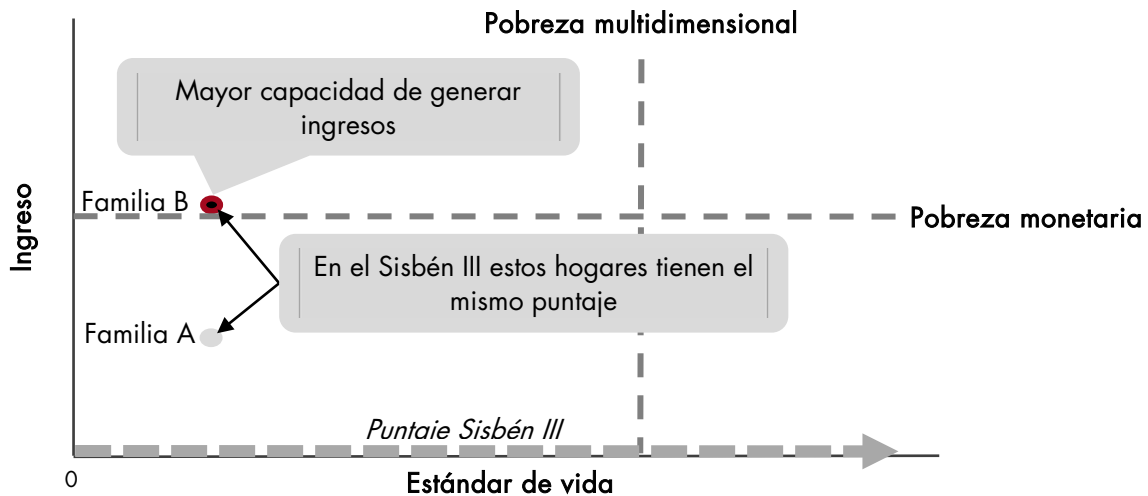 Pobreza multidimensional
Mayor capacidad de generar
ingresos
Familia B
Pobreza monetaria
Ingreso
En el Sisbén III estos hogares tienen el
mismo puntaje
Familia A
Puntaie Sisbén III
0
Estándar de vida